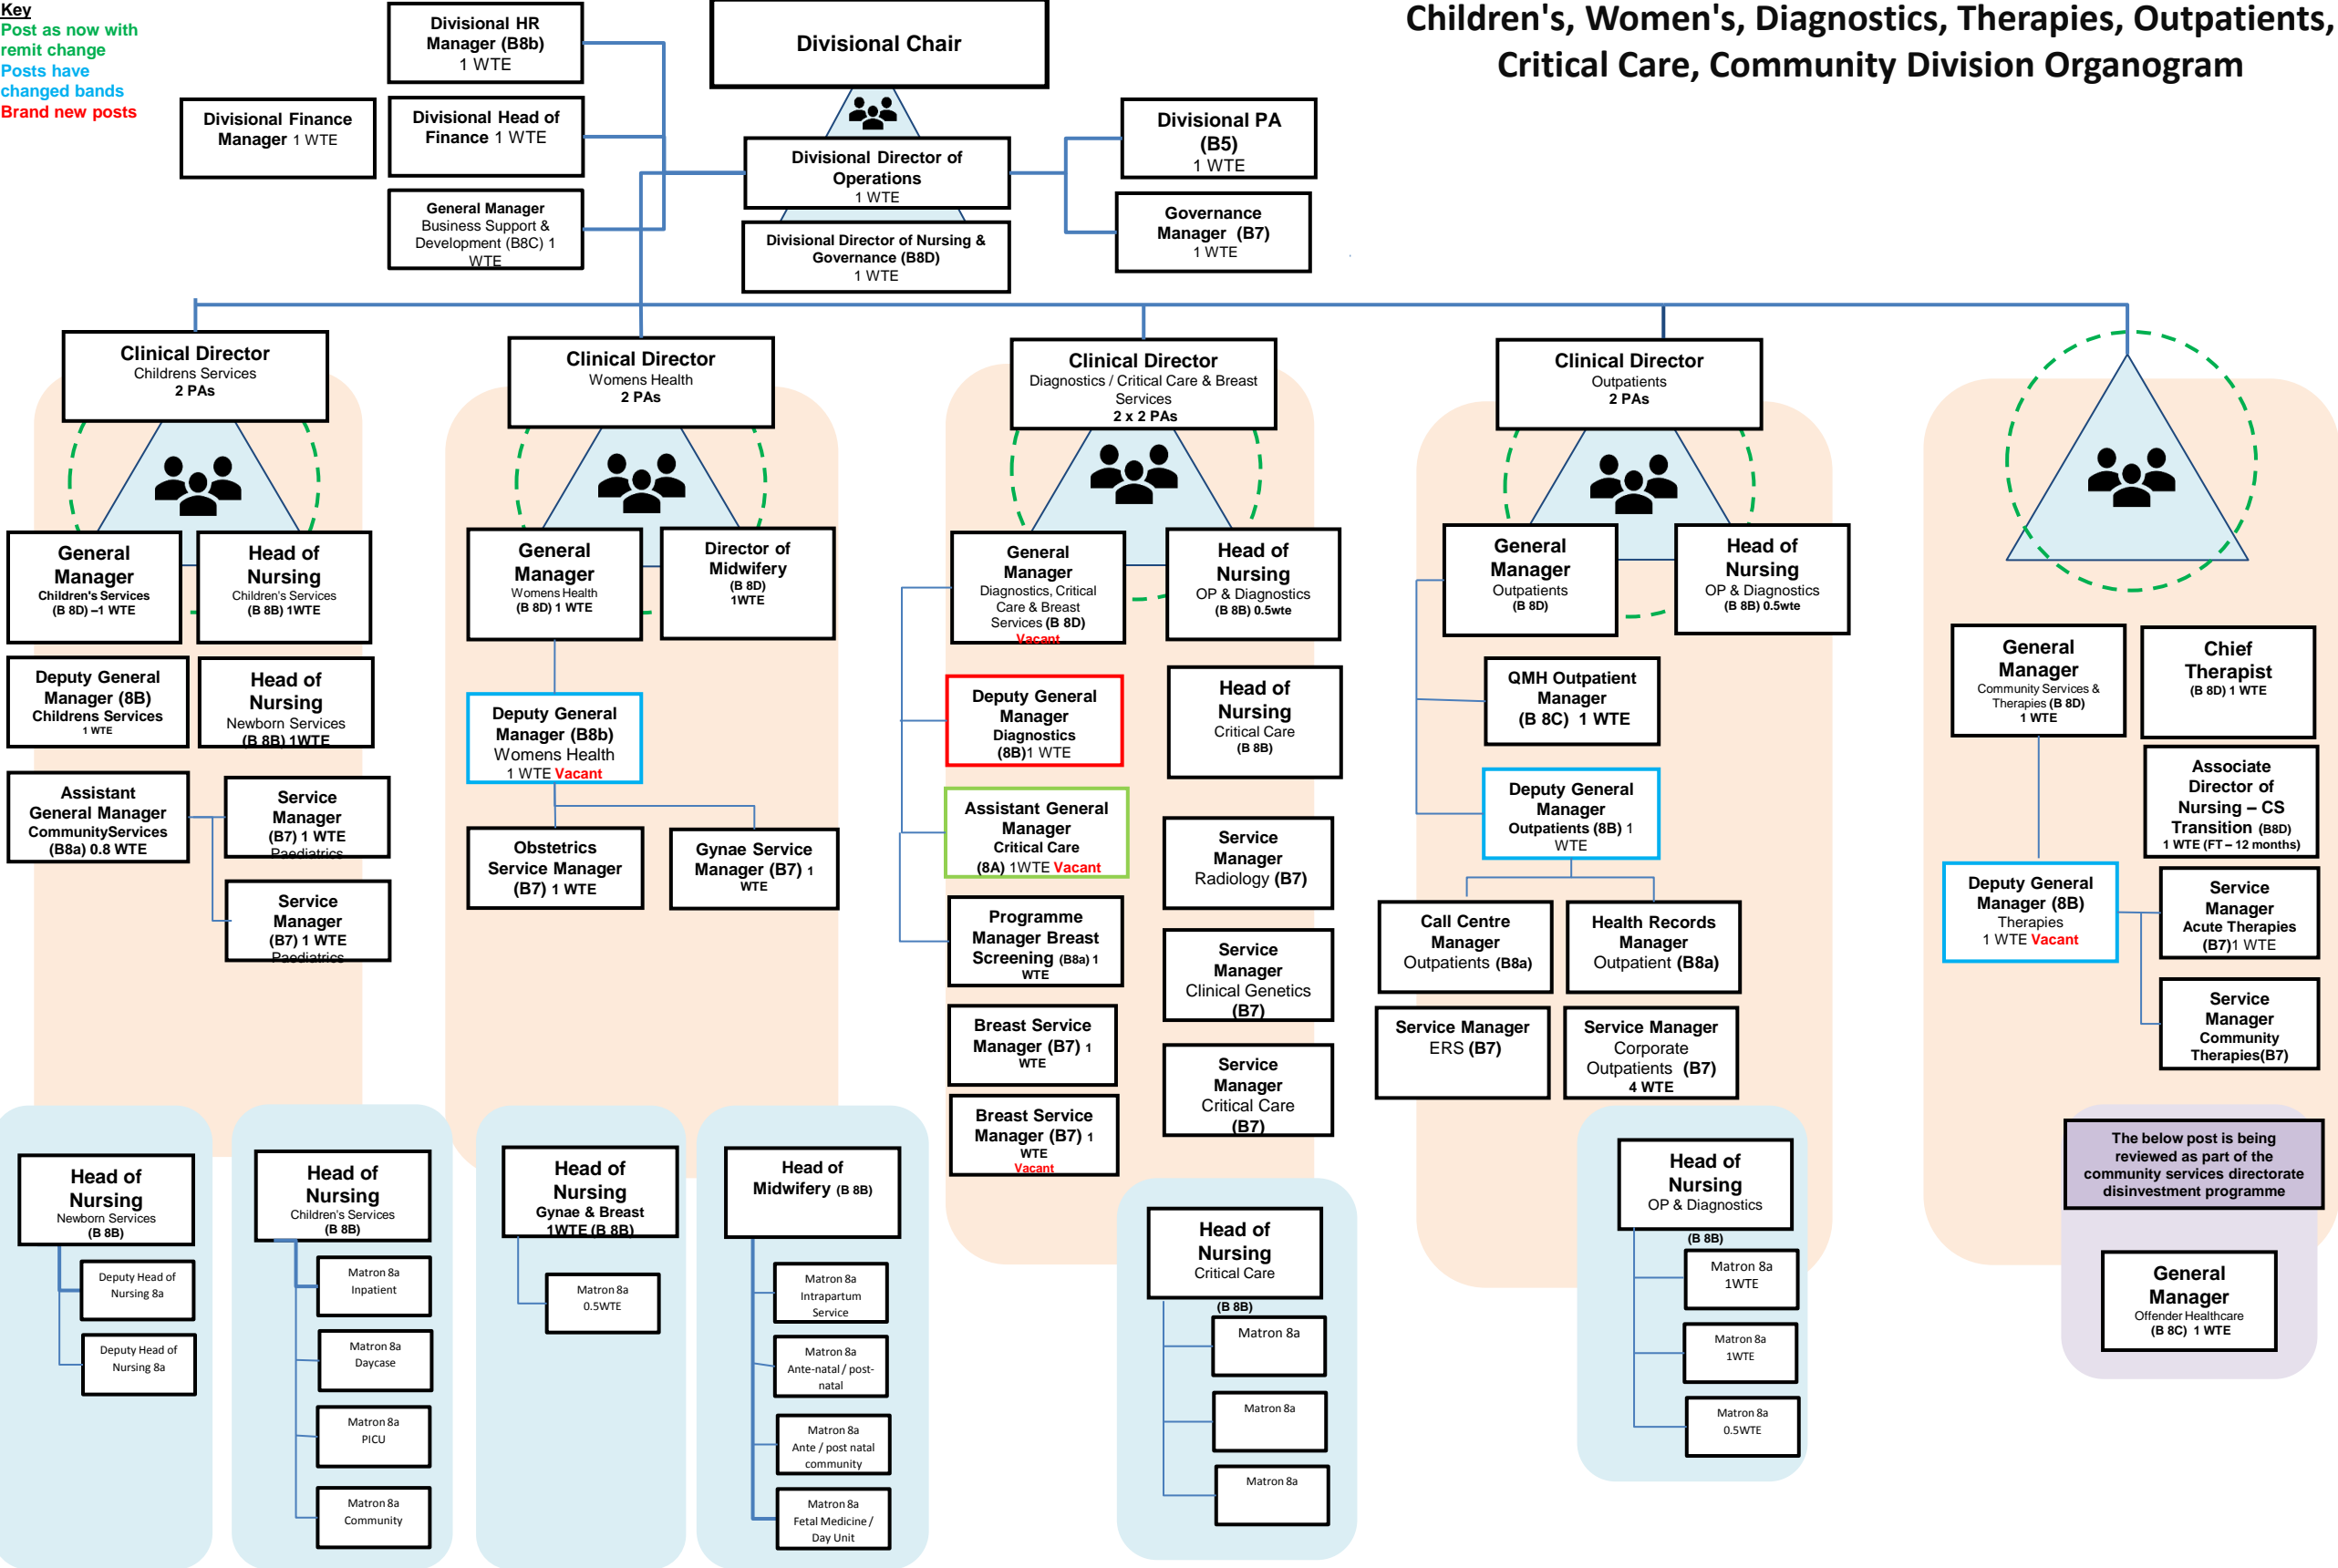 Key
Post as now with
remit change
Posts have
changed bands
Brand new posts
Children's, Women's, Diagnostics, Therapies, Outpatients,
Critical Care, Community Division Organogram
Divisional HR
Manager (B8b)
1 WTE
Divisional Chair
Divisional Finance
Manager 1 WTE
Divisional Head of
Finance 1 WTE
Divisional PA
(B5)
1 WTE
Divisional Director of
Operations
1 WTE
General Manager
Business Support &
Development (B8C) 1
WTE
Governance
Manager (B7)
1 WTE
Divisional Director of Nursing &
Governance (B8D)
1 WTE
Clinical Director
Childrens Services
2 PAs
Clinical Director
Womens Health
2 PAs
Clinical Director
Diagnostics / Critical Care & Breast
Services
2 x 2 PAs
Clinical Director
Outpatients
2 PAs
General
Manager
Children's Services
(B 8D) –1 WTE
Head of
Nursing
Children's Services
(B 8B) 1WTE
Deputy General
Manager (8B)
Childrens Services
1 WTE
Head of
Nursing
Newborn Services
(B 8B) 1WTE
Assistant
General Manager
CommunityServices
(B8a) 0.8 WTE
Service
Manager
(B7) 1 WTE
Paediatrics
Service
Manager
(B7) 1 WTE
Paediatrics
General
Manager
Womens Health
(B 8D) 1 WTE
Director of
Midwifery
(B 8D)
1WTE
Deputy General
Manager (B8b)
Womens Health
1 WTE Vacant
Obstetrics
Service Manager
(B7) 1 WTE
Gynae Service
Manager (B7) 1
WTE
General
Manager
Diagnostics, Critical
Care & Breast
Services (B 8D)
Vacant
Head of
Nursing
OP & Diagnostics
(B 8B) 0.5wte
Deputy General
Manager
Diagnostics
(8B)1 WTE
Head of
Nursing
Critical Care
(B 8B)
Assistant General
Manager
Critical Care
(8A) 1WTE Vacant
Service
Manager
Radiology (B7)
Programme
Manager Breast
Screening (B8a) 1
WTE
Service
Manager
Clinical Genetics
(B7)
Breast Service
Manager (B7) 1
WTE
Service
Manager
Critical Care
(B7)
Breast Service
Manager (B7) 1
WTE
Vacant
General
Manager
Outpatients
(B 8D)
Head of
Nursing
OP & Diagnostics
(B 8B) 0.5wte
QMH Outpatient
Manager
(B 8C) 1 WTE
Deputy General
Manager
Outpatients (8B) 1
WTE
Call Centre
Manager
Outpatients (B8a)
Health Records
Manager
Outpatient (B8a)
Service Manager
ERS (B7)
Service Manager
Corporate
Outpatients (B7)
4 WTE
General
Manager
Community Services &
Therapies (B 8D)
1 WTE
Chief
Therapist
(B 8D) 1 WTE
Associate
Director of
Nursing – CS
Transition (B8D)
1 WTE (FT – 12 months)
Deputy General
Manager (8B)
Therapies
1 WTE Vacant
Service
Manager
Acute Therapies
(B7)1 WTE
Service
Manager
Community
Therapies(B7)
Head of
Nursing
Newborn Services
(B 8B)
Deputy Head of
Nursing 8a
Deputy Head of
Nursing 8a
Head of
Nursing
Children's Services
(B 8B)
Matron 8a
Inpatient
Matron 8a
Daycase
Matron 8a
PICU
Matron 8a
Community
Head of
Nursing
Gynae & Breast
1WTE (B 8B)
Matron 8a
0.5WTE
Head of
Midwifery (B 8B)
Matron 8a
Intrapartum
Service
Matron 8a
Ante-natal / post-
natal
Matron 8a
Ante / post natal
community
Matron 8a
Fetal Medicine /
Day Unit
Head of
Nursing
Critical Care
(B 8B)
Matron 8a
Matron 8a
Matron 8a
Head of
Nursing
OP & Diagnostics
(B 8B)
Matron 8a
1WTE
Matron 8a
1WTE
Matron 8a
0.5WTE
The below post is being
reviewed as part of the
community services directorate
disinvestment programme
General
Manager
Offender Healthcare
(B 8C) 1 WTE